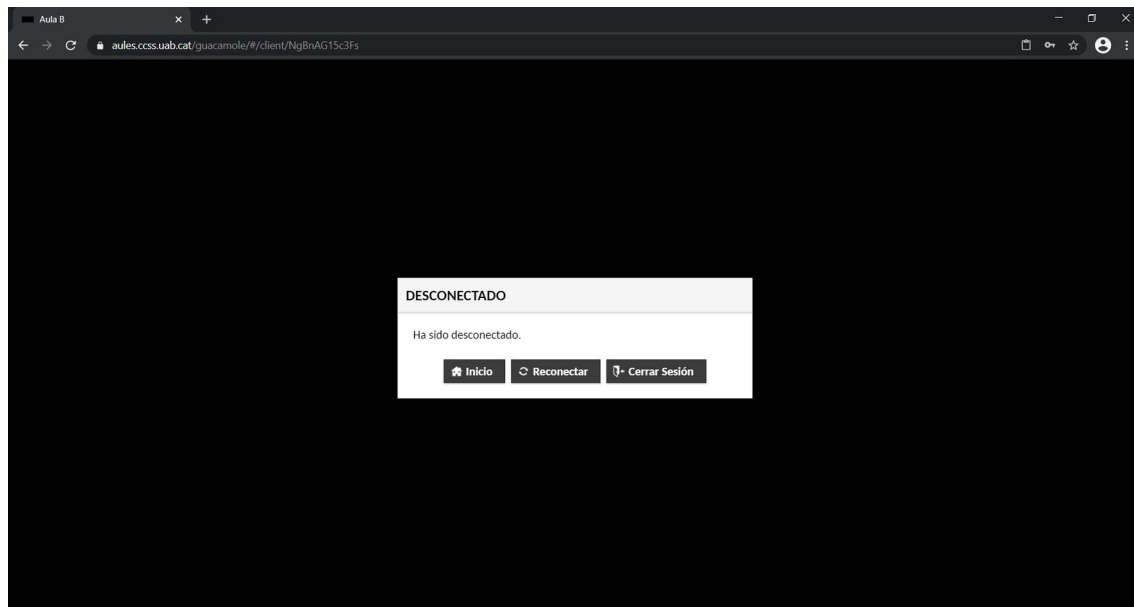 Aula B
aules.ccss.uab.cat/guacamole/#/client/NgBnAG15c3Fs
DESCONECTADO
Ha sido desconectado.
Inicio Reconectar Cerrar Sesión